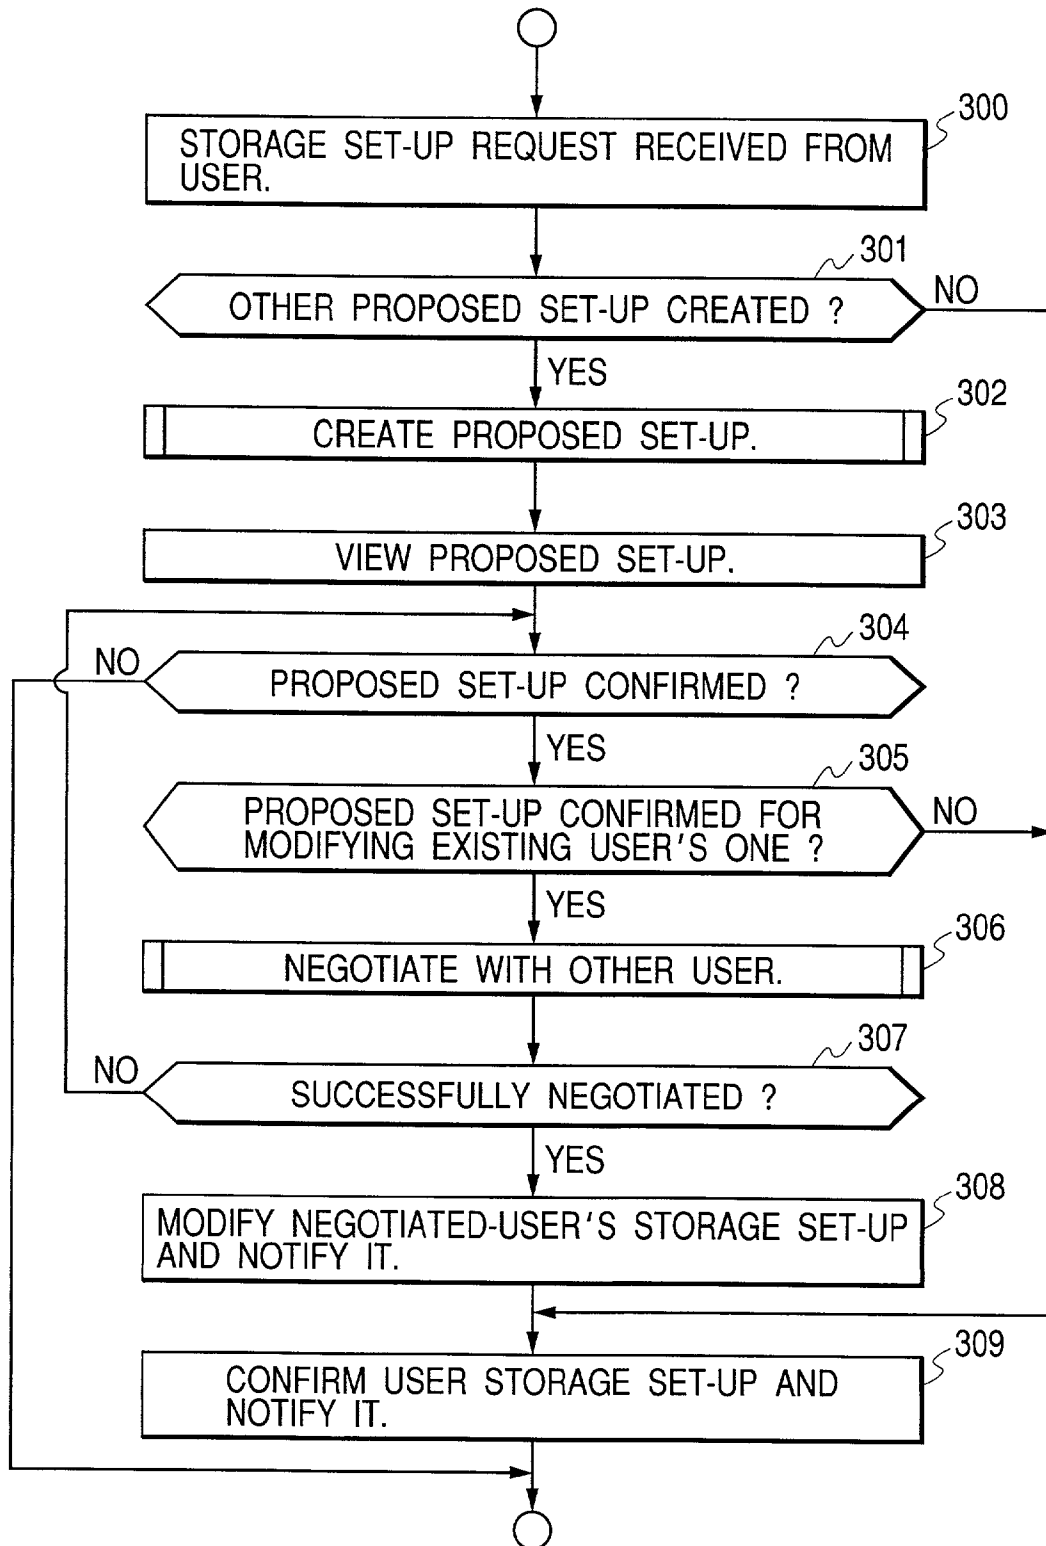 300
STORAGE SET-UP REQUEST RECEIVED FROM
USER.
301
OTHER PROPOSED SET-UP CREATED ?
NO
YES
302
CREATE PROPOSED SET-UP.
303
VIEW PROPOSED SET-UP.
304
NO
PROPOSED SET-UP CONFIRMED ?
YES
305
PROPOSED SET-UP CONFIRMED FOR
MODIFYING EXISTING USER'S ONE ?
NO
YES
306
NEGOTIATE WITH OTHER USER.
307
NO
SUCCESSFULLY NEGOTIATED ?
YES
308
MODIFY NEGOTIATED-USER'S STORAGE SET-UP
AND NOTIFY IT.
309
CONFIRM USER STORAGE SET-UP AND
NOTIFY IT.